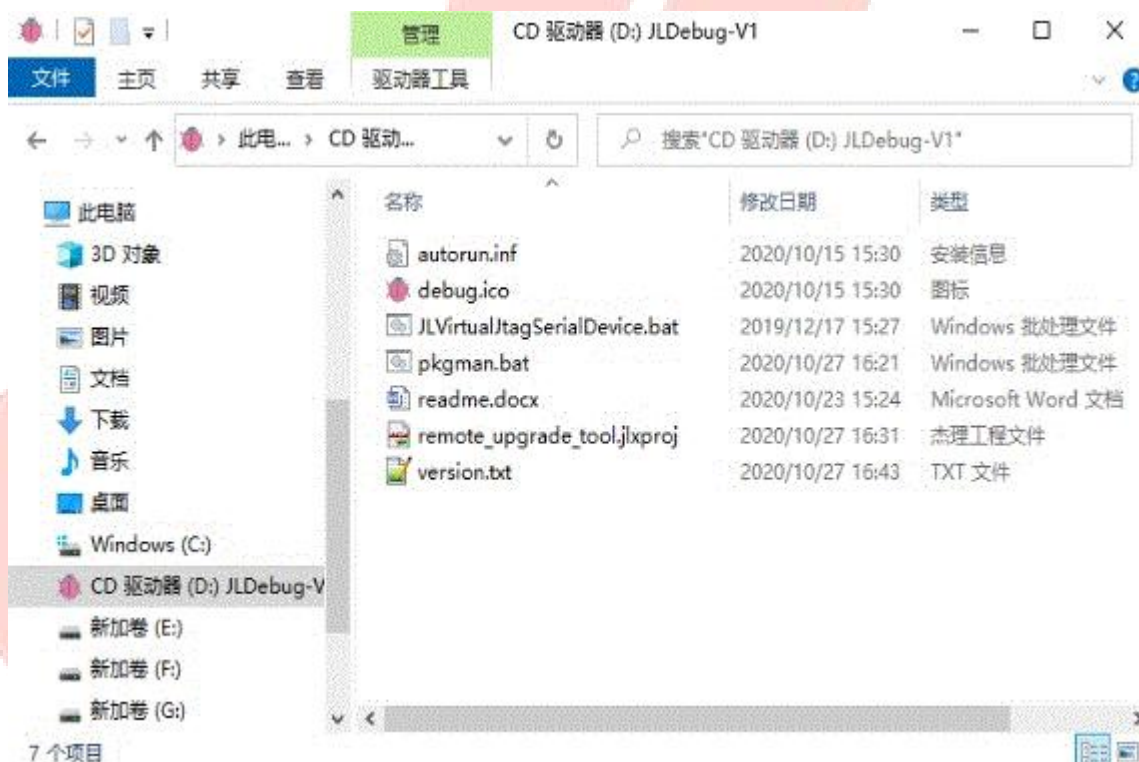 管理 CD 驱动器 (D:) JLDebug-V1
文件 主页 共享 查看 驱动器工具
此电... CD 驱动... 搜索"CD 驱动器 (D:) JLDebug-V1"
名称 修改日期 类型
此电脑
3D 对象
视频
图片
文档
下载
音乐
桌面
Windows (C:)
CD 驱动器 (D:) JLDebug-V
新加卷 (E:)
新加卷 (F:)
新加卷 (G:)
autorun.inf 2020/10/15 15:30 安装信息
debug.ico 2020/10/15 15:30 图标
JLVirtualJtagSerialDevice.bat 2019/12/17 15:27 Windows 批处理文件
pkgman.bat 2020/10/27 16:21 Windows 批处理文件
readme.docx 2020/10/23 15:24 Microsoft Word 文档
remote_upgrade_tool.jlxproj 2020/10/27 16:31 杰理工程文件
version.txt 2020/10/27 16:43 TXT 文件
7 个项目